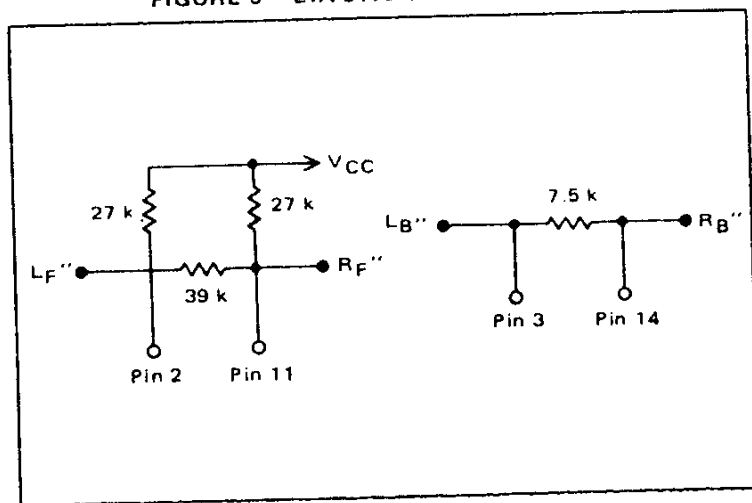 VCC
27 k
27 k
LF''
RF''
39 k
Pin 2
Pin 11
7.5 k
LB''
RB''
Pin 3
Pin 14